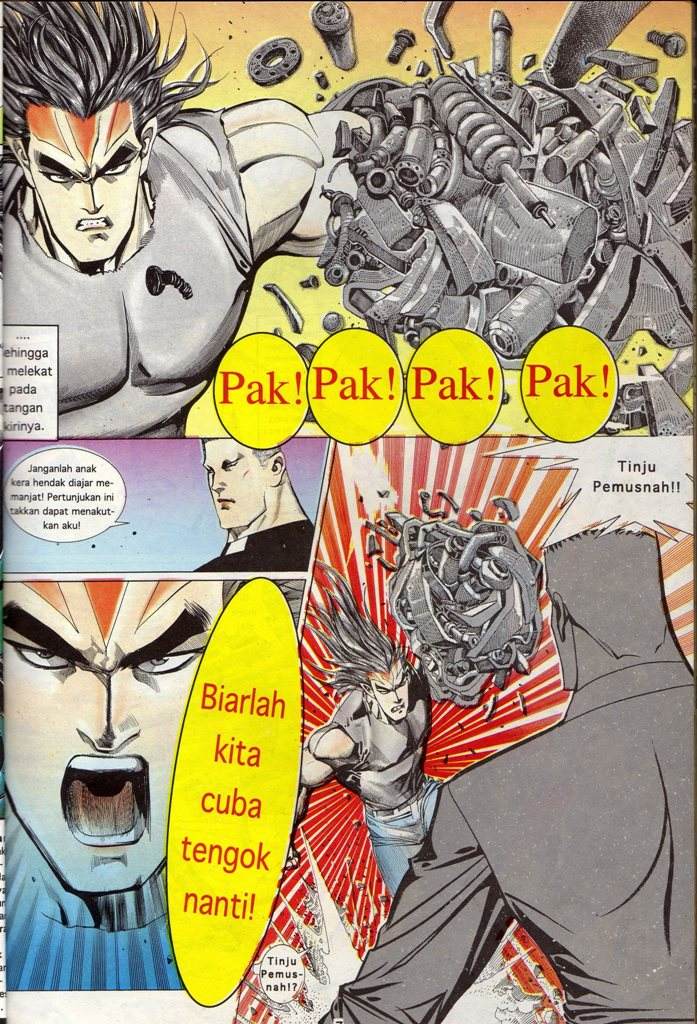 ....
sehingga
melekat
pada
tangan
kirinya.
Pak!
Pak!
Pak!
Pak!
Janganlah anak
kera hendak diajar me-
manjat! Pertunjukan ini
takkan dapat menakut-
kan aku!
Tinju
Pemusnah!!
Biarlah
kita
cuba
tengok
nanti!
Tinju
Pemus-
nah!?